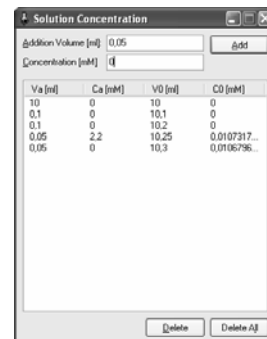 Solution Concentration
Addition Volume [ml] 0,05 Add
Concentration [mM] 0
Va [ml] Ca [mM] V0 [ml] C0 [mM]
10 0 10 0
0,1 0 10,1 0
0,1 0 10,2 0
0,05 2,2 10,25 0,0107317...
0,05 0 10,3 0,0106796...
Delete Delete All